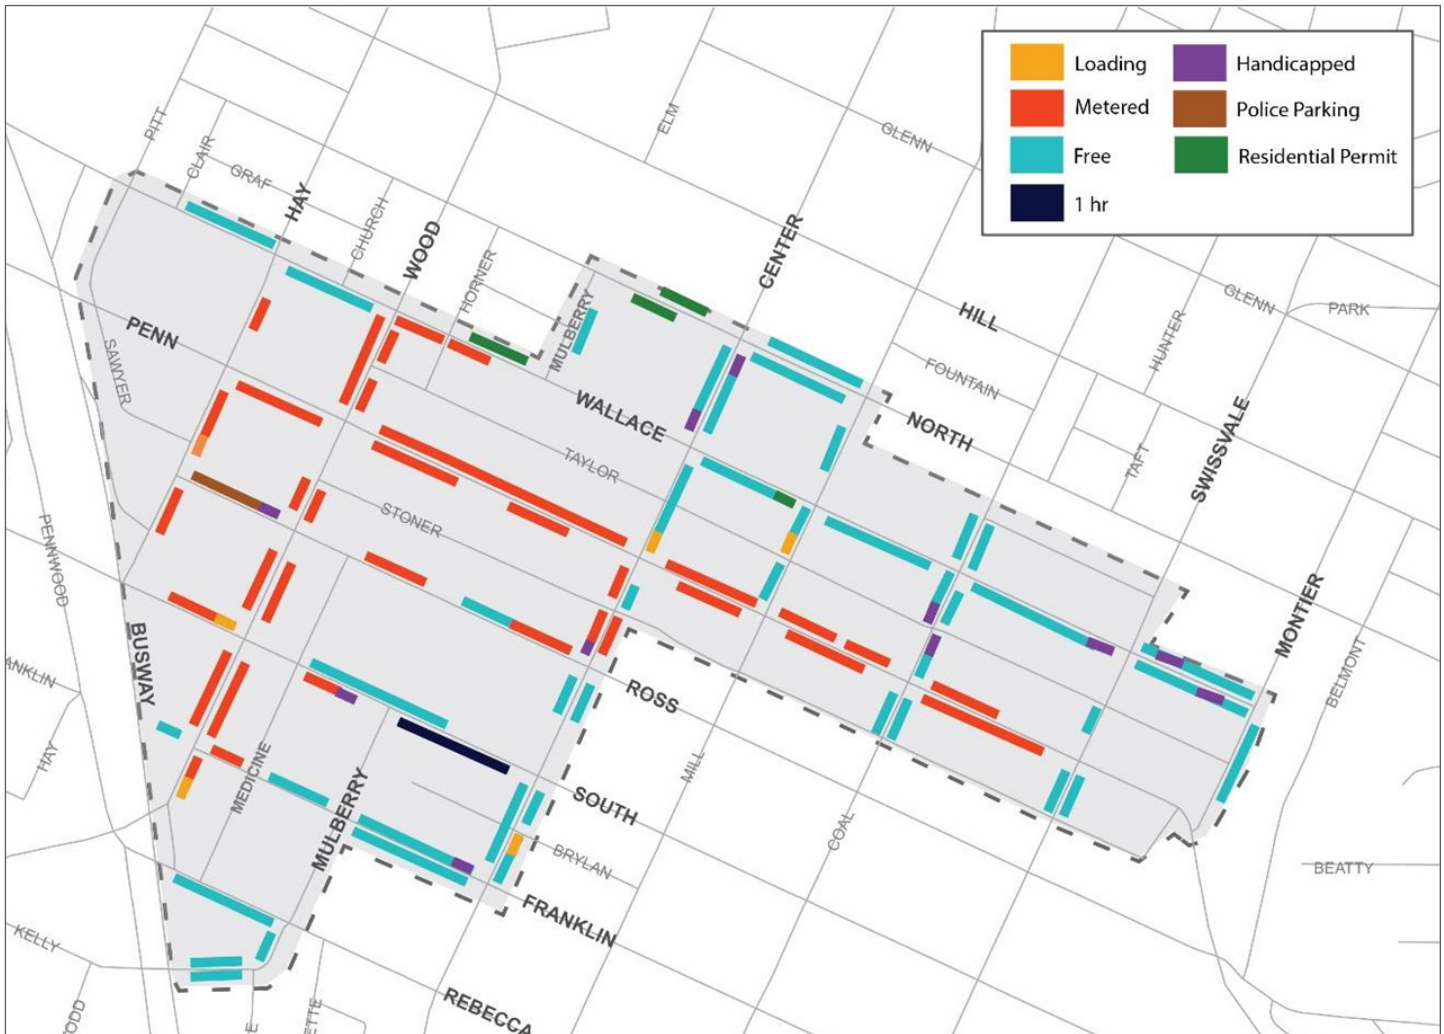 Loading
Handicapped
Metered
Police Parking
Free
Residential Permit
1 hr
PITT
CLAIR
GRAF
HAY
CHURCH
WOOD
HORNER
MULBERRY
ELM
CENTER
GLENN
HILL
GLENN
PARK
HUNTER
FOUNTAIN
PENN
SAWYER
WALLACE
NORTH
SWISSVALE
TAFT
TAYLOR
STONER
PENNWOOD
BUSWAY
MONTIER
BELMONT
ANKLIN
ROSS
HAY
MEDICINE
MULBERRY
MILL
SOUTH
COAL
BRYLAN
BEATTY
FRANKLIN
KELLY
REBECCA
ODD
E
ETTE